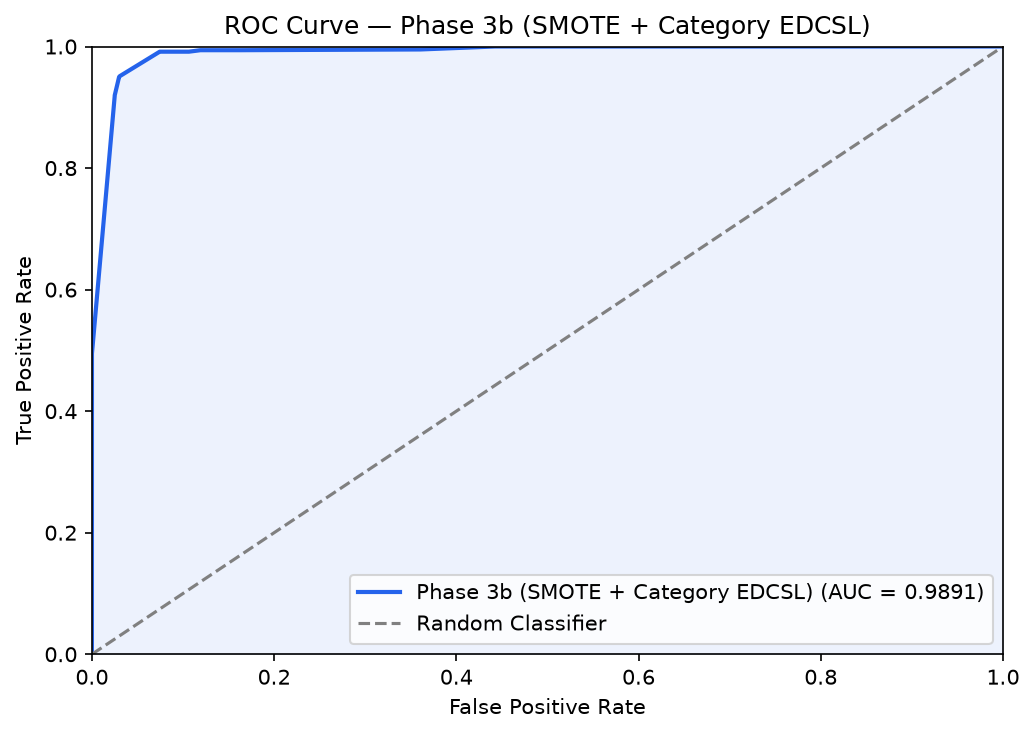 ROC Curve — Phase 3b (SMOTE + Category EDCSL)
True Positive Rate
1.0
0.8
0.6
0.4
0.2
0.0
Phase 3b (SMOTE + Category EDCSL) (AUC = 0.9891)
Random Classifier
0.0 0.2 0.4 0.6 0.8 1.0
False Positive Rate